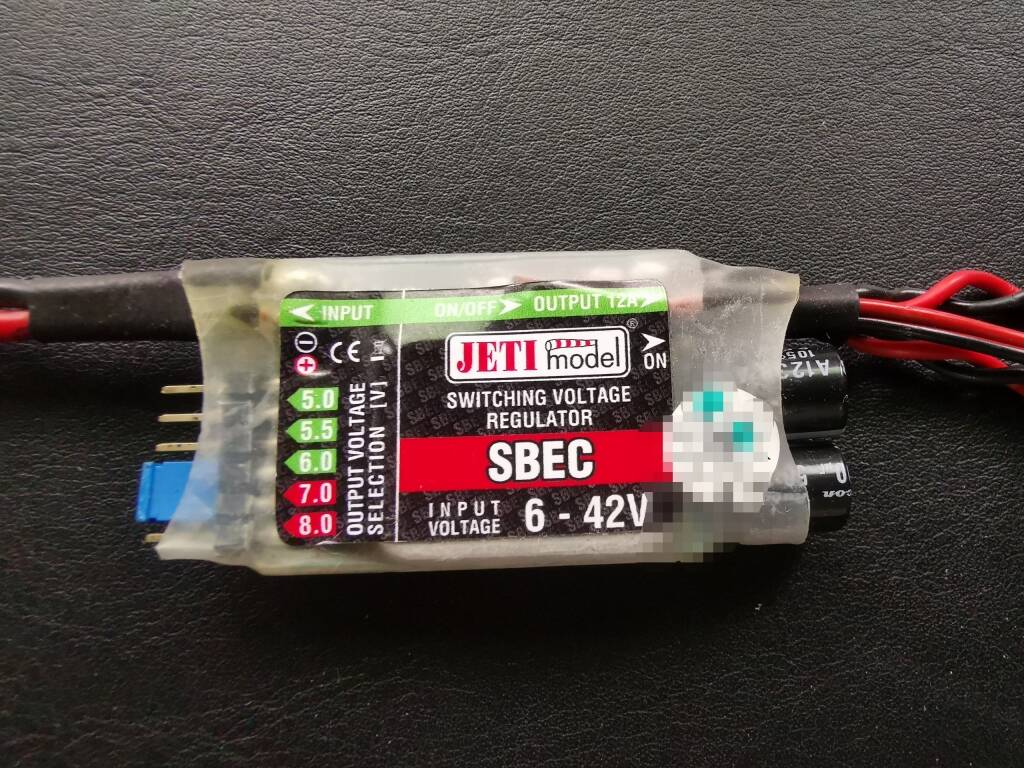 INPUT
ON/OFF
OUTPUT 12A
CE
JETI model®
ON
SWITCHING VOLTAGE
REGULATOR
SBEC
INPUT
VOLTAGE
6 - 42V
5.0
5.5
6.0
7.0
8.0
OUTPUT VOLTAGE
SELECTION [V]